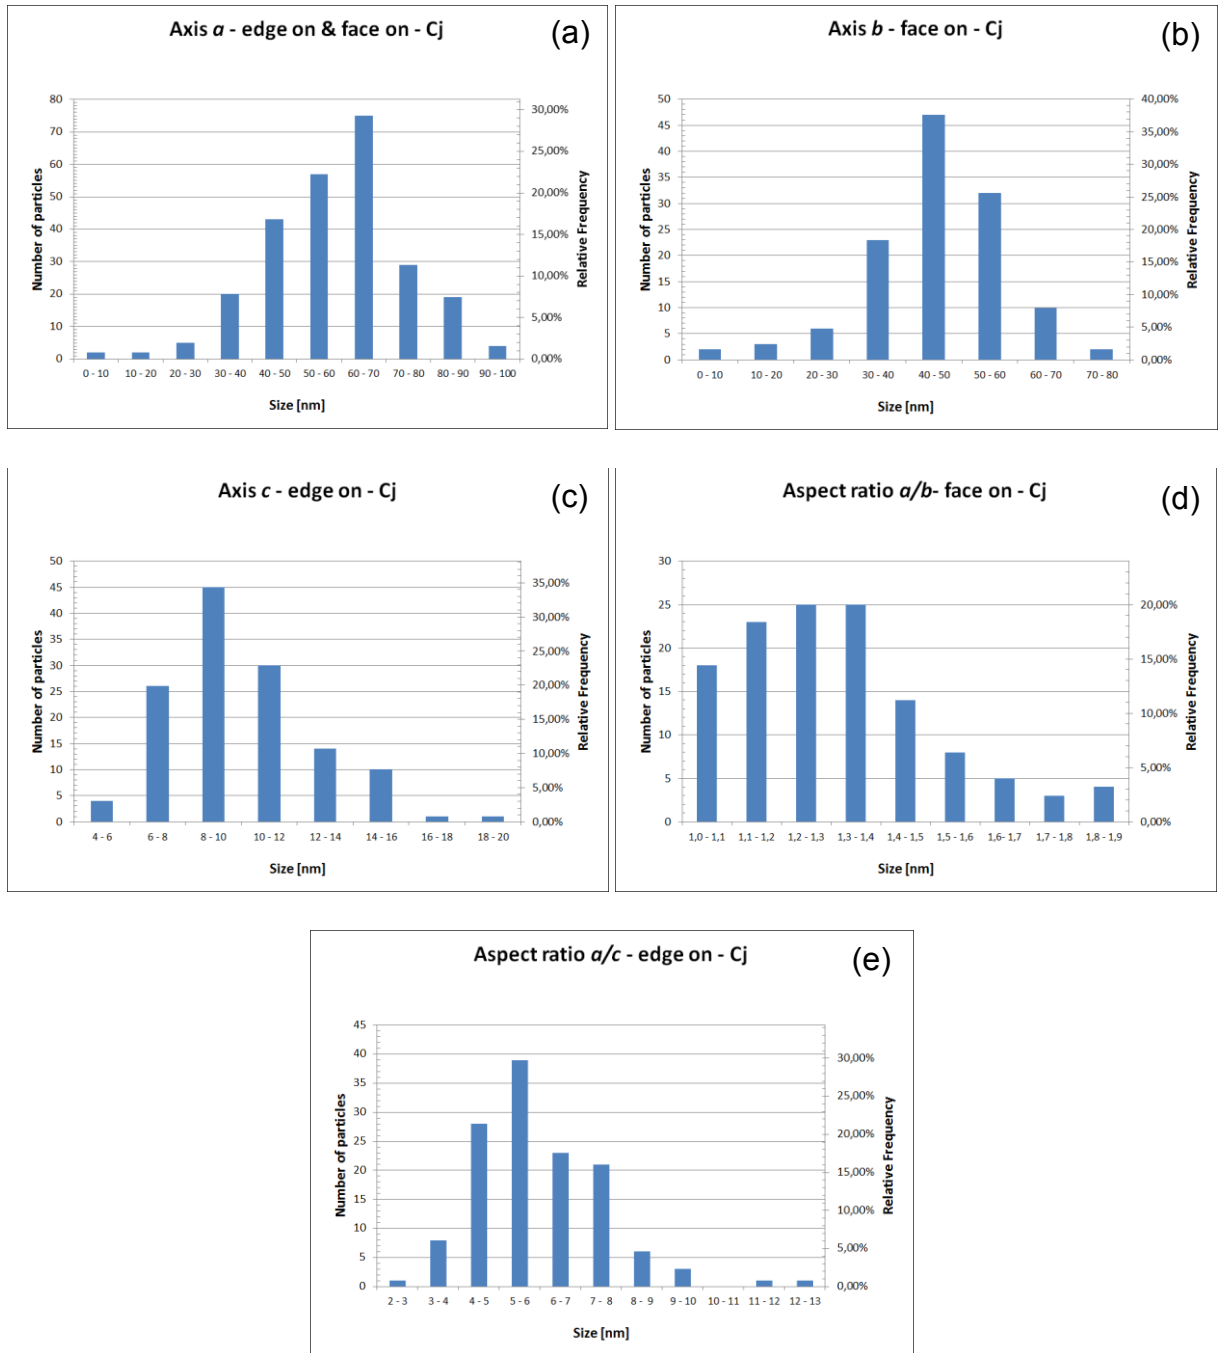 Axis a - edge on & face on - Cj
(a)
80
70
60
50
40
30
20
10
0
30,00%
25,00%
20,00%
15,00%
10,00%
5,00%
0,00%
Number of particles
Relative Frequency
0 - 10 10 - 20 20 - 30 30 - 40 40 - 50 50 - 60 60 - 70 70 - 80 80 - 90 90 - 100
Size [nm]
Axis b - face on - Cj
(b)
50
45
40
35
30
25
20
15
10
5
0
40,00%
35,00%
30,00%
25,00%
20,00%
15,00%
10,00%
5,00%
0,00%
Number of particles
Relative Frequency
0 - 10 10 - 20 20 - 30 30 - 40 40 - 50 50 - 60 60 - 70 70 - 80
Size [nm]
Axis c - edge on - Cj
(c)
50
45
40
35
30
25
20
15
10
5
0
35,00%
30,00%
25,00%
20,00%
15,00%
10,00%
5,00%
0,00%
Number of particles
Relative Frequency
4 - 6 6 - 8 8 - 10 10 - 12 12 - 14 14 - 16 16 - 18 18 - 20
Size [nm]
Aspect ratio a/b- face on - Cj
(d)
30
25
20
15
10
5
0
20,00%
15,00%
10,00%
5,00%
0,00%
Number of particles
Relative Frequency
1,0 - 1,1 1,1 - 1,2 1,2 - 1,3 1,3 - 1,4 1,4 - 1,5 1,5 - 1,6 1,6- 1,7 1,7 - 1,8 1,8 - 1,9
Size [nm]
Aspect ratio a/c - edge on - Cj
(e)
45
40
35
30
25
20
15
10
5
0
30,00%
25,00%
20,00%
15,00%
10,00%
5,00%
0,00%
Number of particles
Relative Frequency
2 - 3 3 - 4 4 - 5 5 - 6 6 - 7 7 - 8 8 - 9 9 - 10 10 - 11 11 - 12 12 - 13
Size [nm]